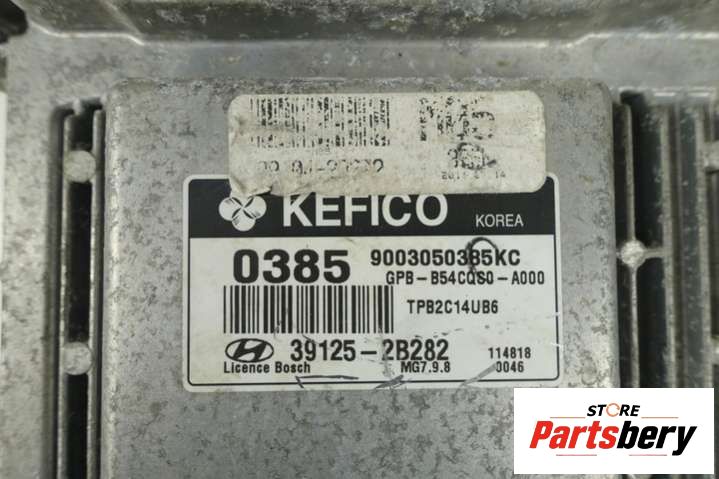 KEFICO KOREA
0385 9003050385KC
GPB-B54CQS0-A000
TPB2C14UB6
39125-2B282 114818
Licence Bosch MG7.9.8 0046
STORE
Partsbery